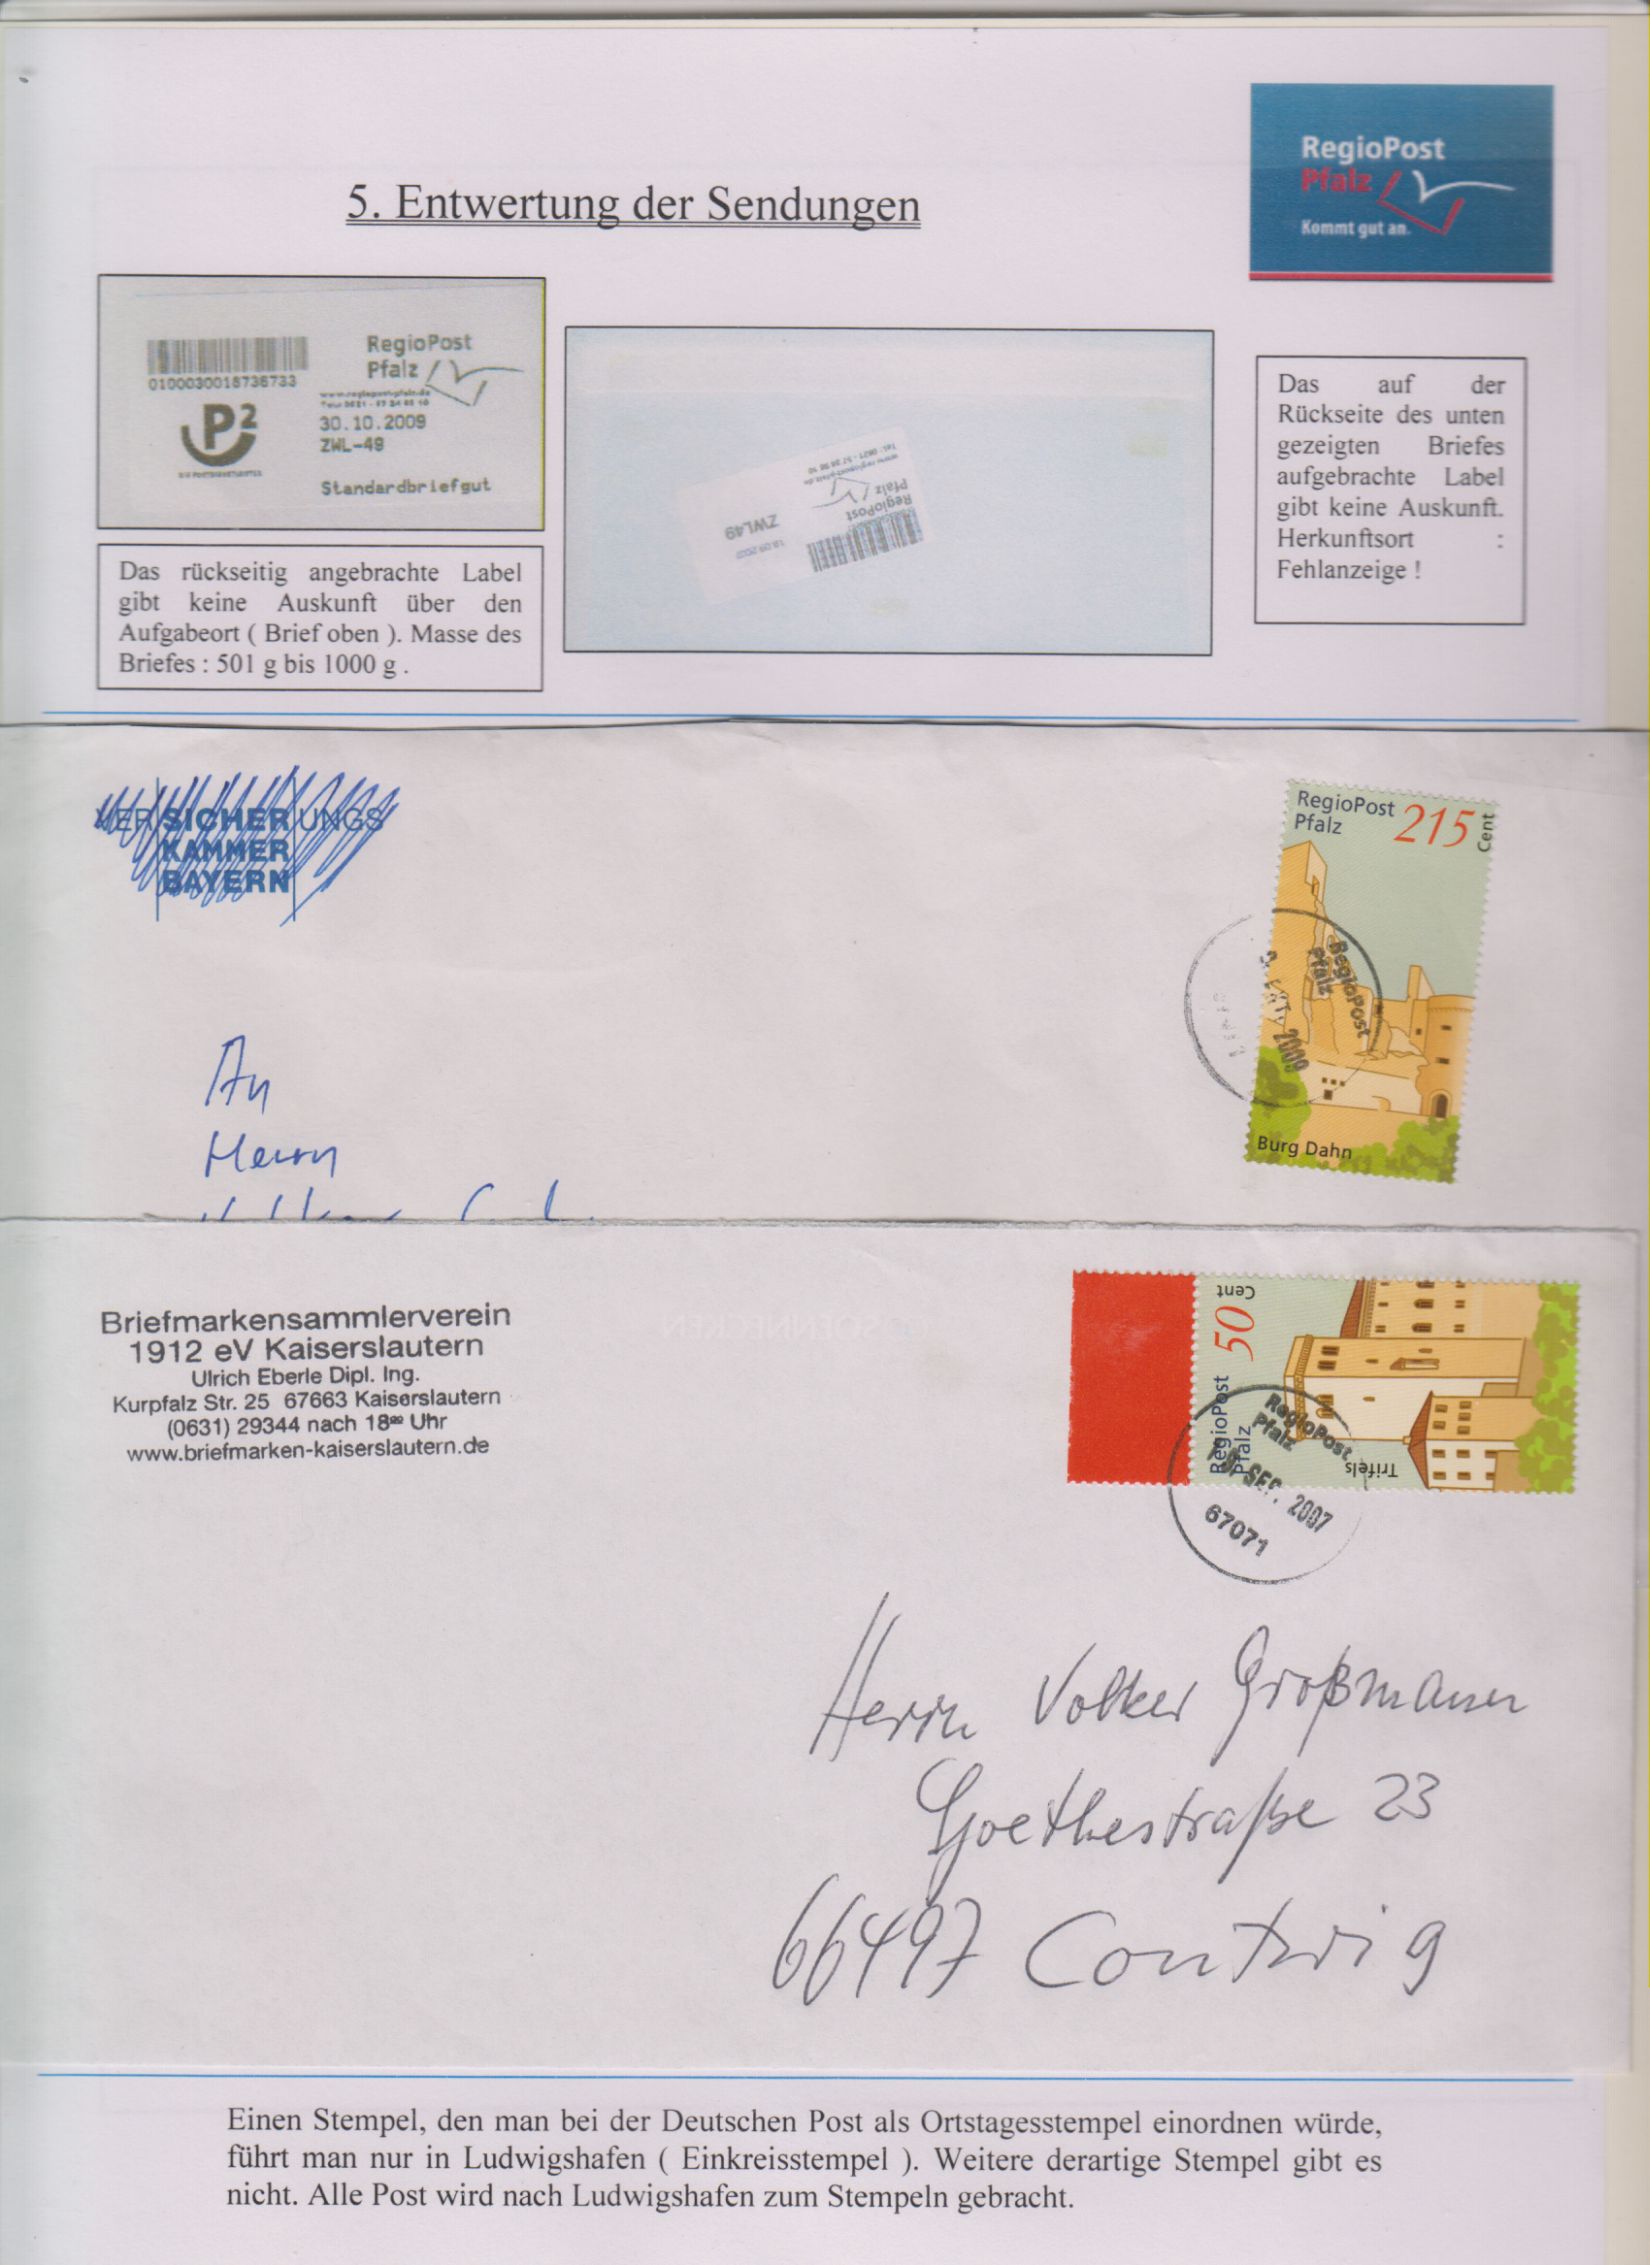 RegioPost
Pfalz
Kommt gut an.
5. Entwertung der Sendungen
0100030018736733
RegioPost
Pfalz
P2
30.10.2009
ZWL-49
Standardbriefgut
RegioPost
Pfalz
ZWL49
Das auf der
Rückseite des unten
gezeigten Briefes
aufgebrachte Label
gibt keine Auskunft.
Herkunftsort :
Fehlanzeige !
Das rückseitig angebrachte Label
gibt keine Auskunft über den
Aufgabeort ( Brief oben ). Masse des
Briefes : 501 g bis 1000 g .
VERSICHERUNGS
KAMMER
BAYERN
RegioPost
Pfalz
215
Cent
RegioPost
Pfalz
2009
Burg Dahn
An
Herrn
Briefmarkensammlerverein
1912 eV Kaiserslautern
Ulrich Eberle Dipl. Ing.
Kurpfalz Str. 25 67663 Kaiserslautern
(0631) 29344 nach 18⁰⁰ Uhr
www.briefmarken-kaiserslautern.de
RegioPost
Pfalz
50
Cent
Trifels
RegioPost
Pfalz
SEP. 2007
67071
Herrn Volker Großmann
Goethestraße 23
66497 Contwig
Einen Stempel, den man bei der Deutschen Post als Ortstagesstempel einordnen würde,
führt man nur in Ludwigshafen ( Einkreisstempel ). Weitere derartige Stempel gibt es
nicht. Alle Post wird nach Ludwigshafen zum Stempeln gebracht.